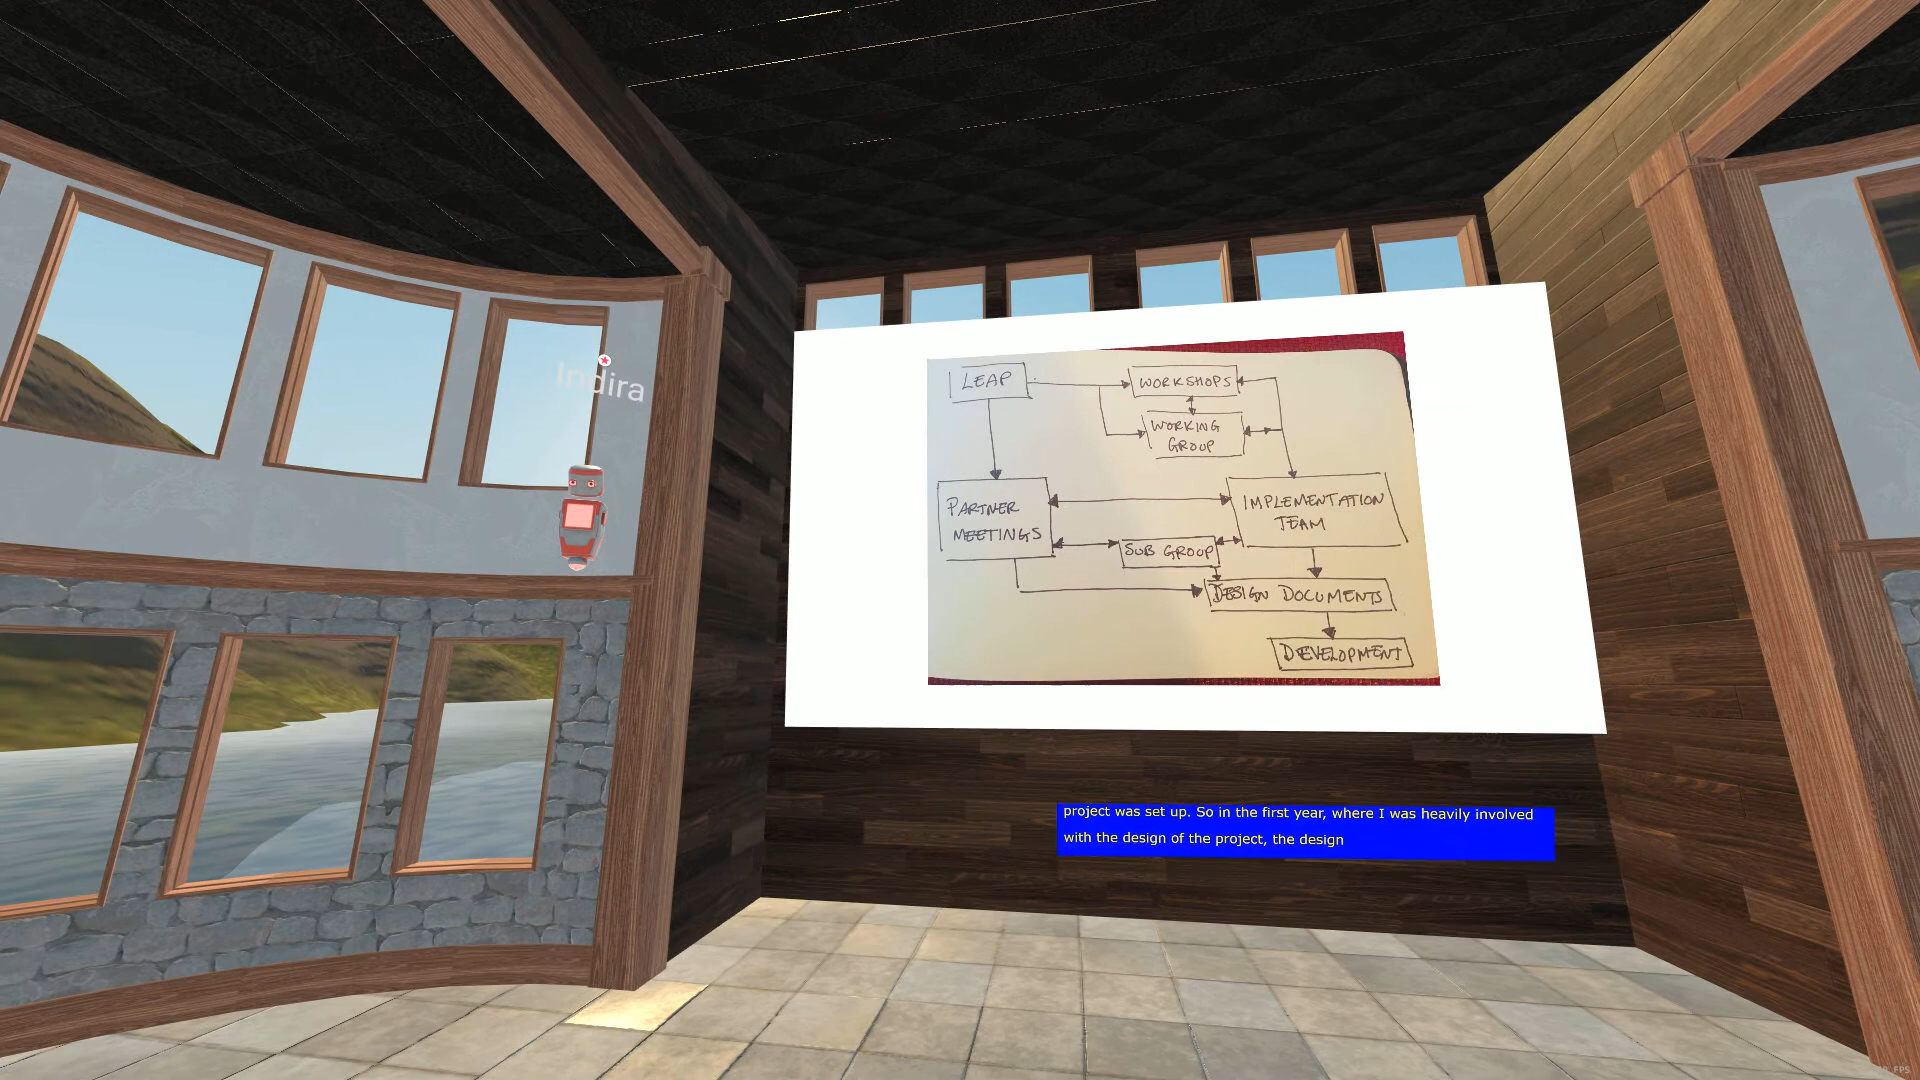 Indira
LEAP
WORKSHOPS
WORKING
GROUP
PARTNER
MEETINGS
IMPLEMENTATION
TEAM
SUB GROUP
DESIGN DOCUMENTS
DEVELOPMENT
project was set up. So in the first year, where I was heavily involved
with the design of the project, the design
FPS